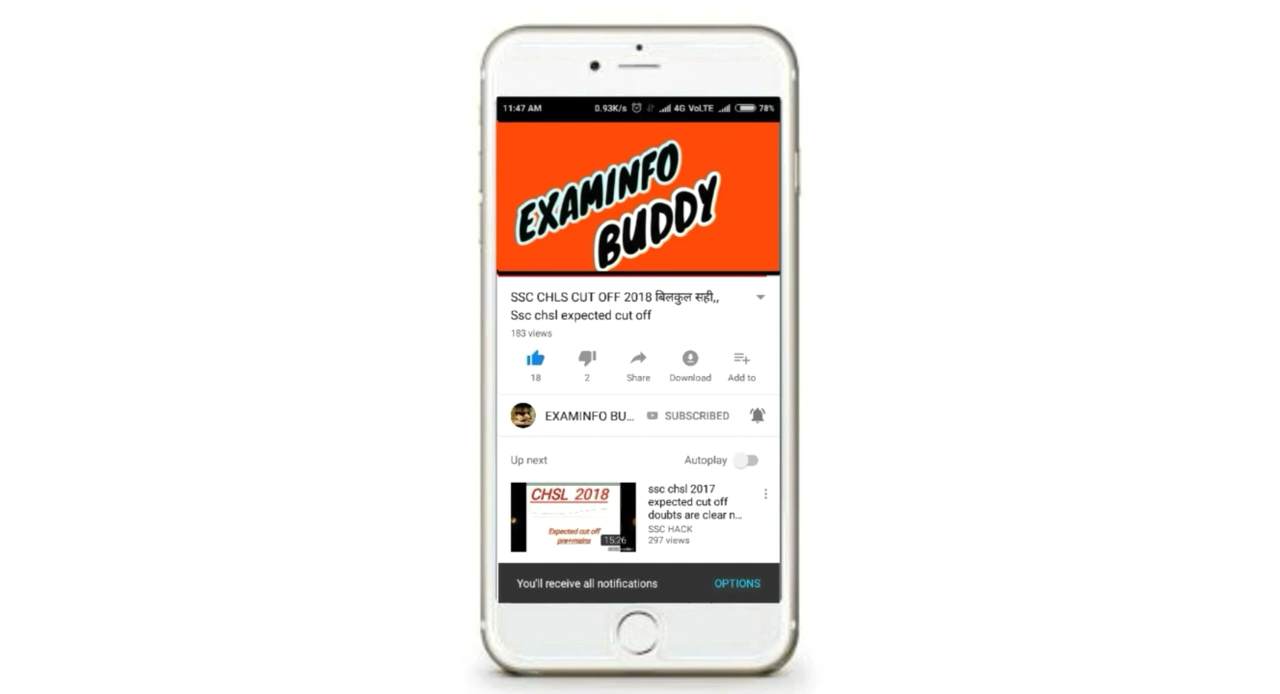 11:47 AM 0.93K/s 4G VoLTE 78%
EXAMINFO
BUDDY
SSC CHLS CUT OFF 2018 बिलकुल सही,,
Ssc chsl expected cut off
183 views
18 2 Share Download Add to
EXAMINFO BU... SUBSCRIBED
Up next Autoplay
CHSL 2018
Expected cut off
pre+mains
15:26
ssc chsl 2017
expected cut off
doubts are clear n...
SSC HACK
297 views
You'll receive all notifications OPTIONS